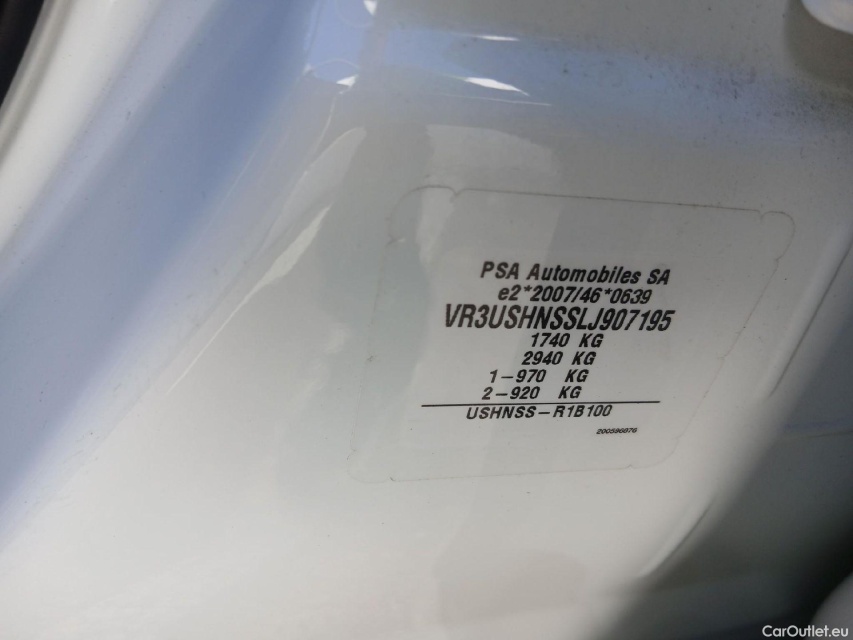 PSA Automobiles SA
e2*2007/46*0639
VR3USHNSSLJ907195
1740 KG
2940 KG
1-970 KG
2-920 KG
USHNSS-R1B100
200596076
CarOutlet.eu